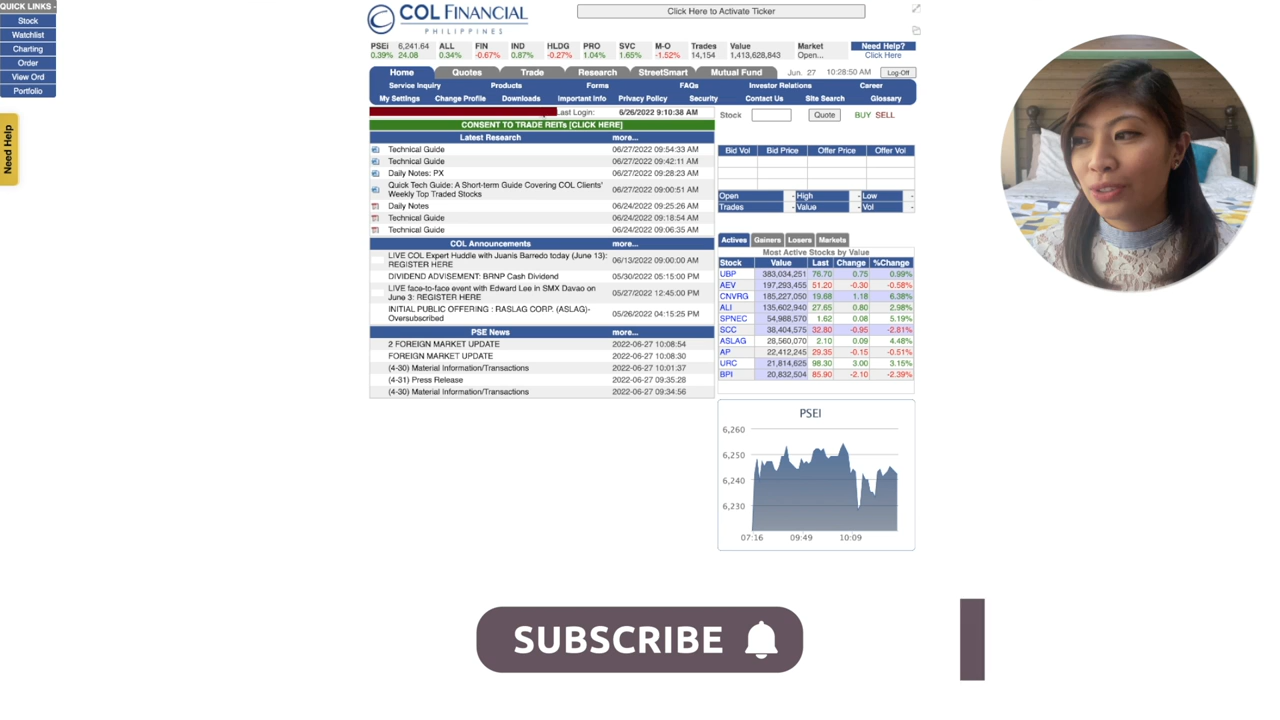 QUICK LINKS -
Stock
Watchlist
Charting
Order
View Ord
Portfolio
Need Help
COL FINANCIAL
PHILIPPINES
Click Here to Activate Ticker
PSEi 6,241.64 ALL FIN IND HLDG PRO SVC M-O Trades Value Market
0.39% 24.08 0.34% -0.67% 0.87% -0.27% 1.04% 1.65% -1.52% 14,154 1,413,628,843 Open...
Need Help?
Click Here
Home Quotes Trade Research StreetSmart Mutual Fund Jun. 27 10:28:50 AM Log-Off
Service Inquiry Products Forms FAQs Investor Relations Career
My Settings Change Profile Downloads Important Info Privacy Policy Security Contact Us Site Search Glossary
Last Login: 6/26/2022 9:10:38 AM
CONSENT TO TRADE REITs [CLICK HERE]
Latest Research more...
Technical Guide 06/27/2022 09:54:33 AM
Technical Guide 06/27/2022 09:42:11 AM
Daily Notes: PX 06/27/2022 09:28:23 AM
Quick Tech Guide: A Short-term Guide Covering COL Clients'
Weekly Top Traded Stocks 06/27/2022 09:00:51 AM
Daily Notes 06/24/2022 09:25:26 AM
Technical Guide 06/24/2022 09:18:54 AM
Technical Guide 06/24/2022 09:06:35 AM
COL Announcements more...
LIVE COL Expert Huddle with Juanis Barredo today (June 13):
REGISTER HERE 06/13/2022 09:00:00 AM
DIVIDEND ADVISEMENT: BRNP Cash Dividend 05/30/2022 05:15:00 PM
LIVE face-to-face event with Edward Lee in SMX Davao on
June 3: REGISTER HERE 05/27/2022 12:45:00 PM
INITIAL PUBLIC OFFERING : RASLAG CORP. (ASLAG)-
Oversubscribed 05/26/2022 04:15:25 PM
PSE News more...
2 FOREIGN MARKET UPDATE 2022-06-27 10:08:54
FOREIGN MARKET UPDATE 2022-06-27 10:08:30
(4-30) Material Information/Transactions 2022-06-27 10:01:37
(4-31) Press Release 2022-06-27 09:35:28
(4-30) Material Information/Transactions 2022-06-27 09:34:56
Stock Quote BUY SELL
Bid Vol Bid Price Offer Price Offer Vol
Open - High - Low -
Trades - Value - Vol -
Actives Gainers Losers Markets
Most Active Stocks by Value
Stock Value Last Change %Change
UBP 383,034,251 76.70 0.75 0.99%
AEV 197,293,455 51.20 -0.30 -0.58%
CNVRG 185,227,050 19.68 1.18 6.38%
ALI 135,602,940 27.65 0.80 2.98%
SPNEC 54,988,570 1.62 0.08 5.19%
SCC 38,404,575 32.80 -0.95 -2.81%
ASLAG 28,560,070 2.10 0.09 4.48%
AP 22,412,245 29.35 -0.15 -0.51%
URC 21,814,625 98.30 3.00 3.15%
BPI 20,832,504 85.90 -2.10 -2.39%
PSEI
6,260
6,250
6,240
6,230
07:16 09:49 10:09
SUBSCRIBE